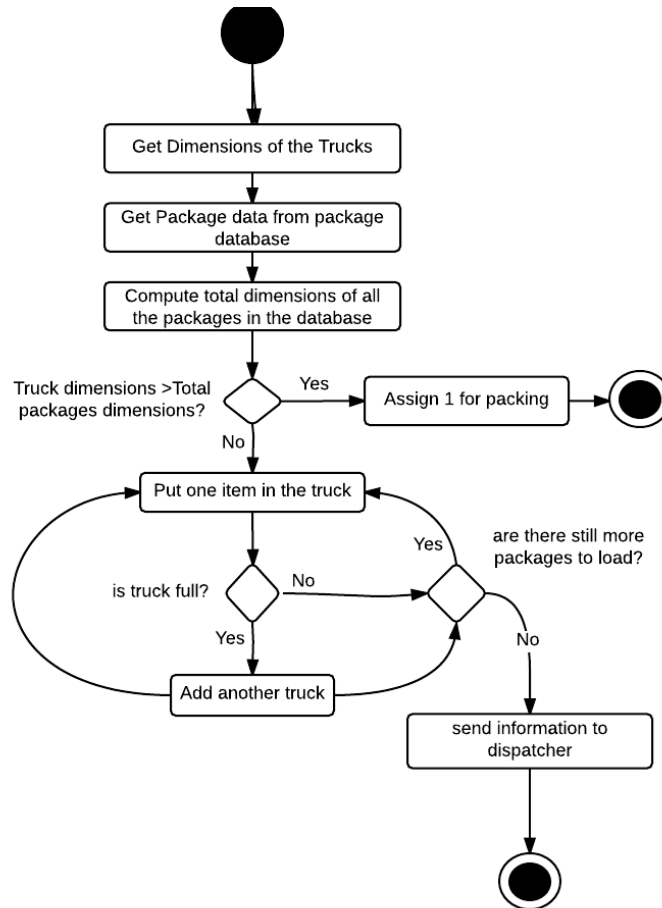 Get Dimensions of the Trucks
Get Package data from package
database
Compute total dimensions of all
the packages in the database
Truck dimensions >Total
packages dimensions?
Yes
Assign 1 for packing
No
Put one item in the truck
are there still more
packages to load?
Yes
is truck full?
No
Yes
No
Add another truck
send information to
dispatcher